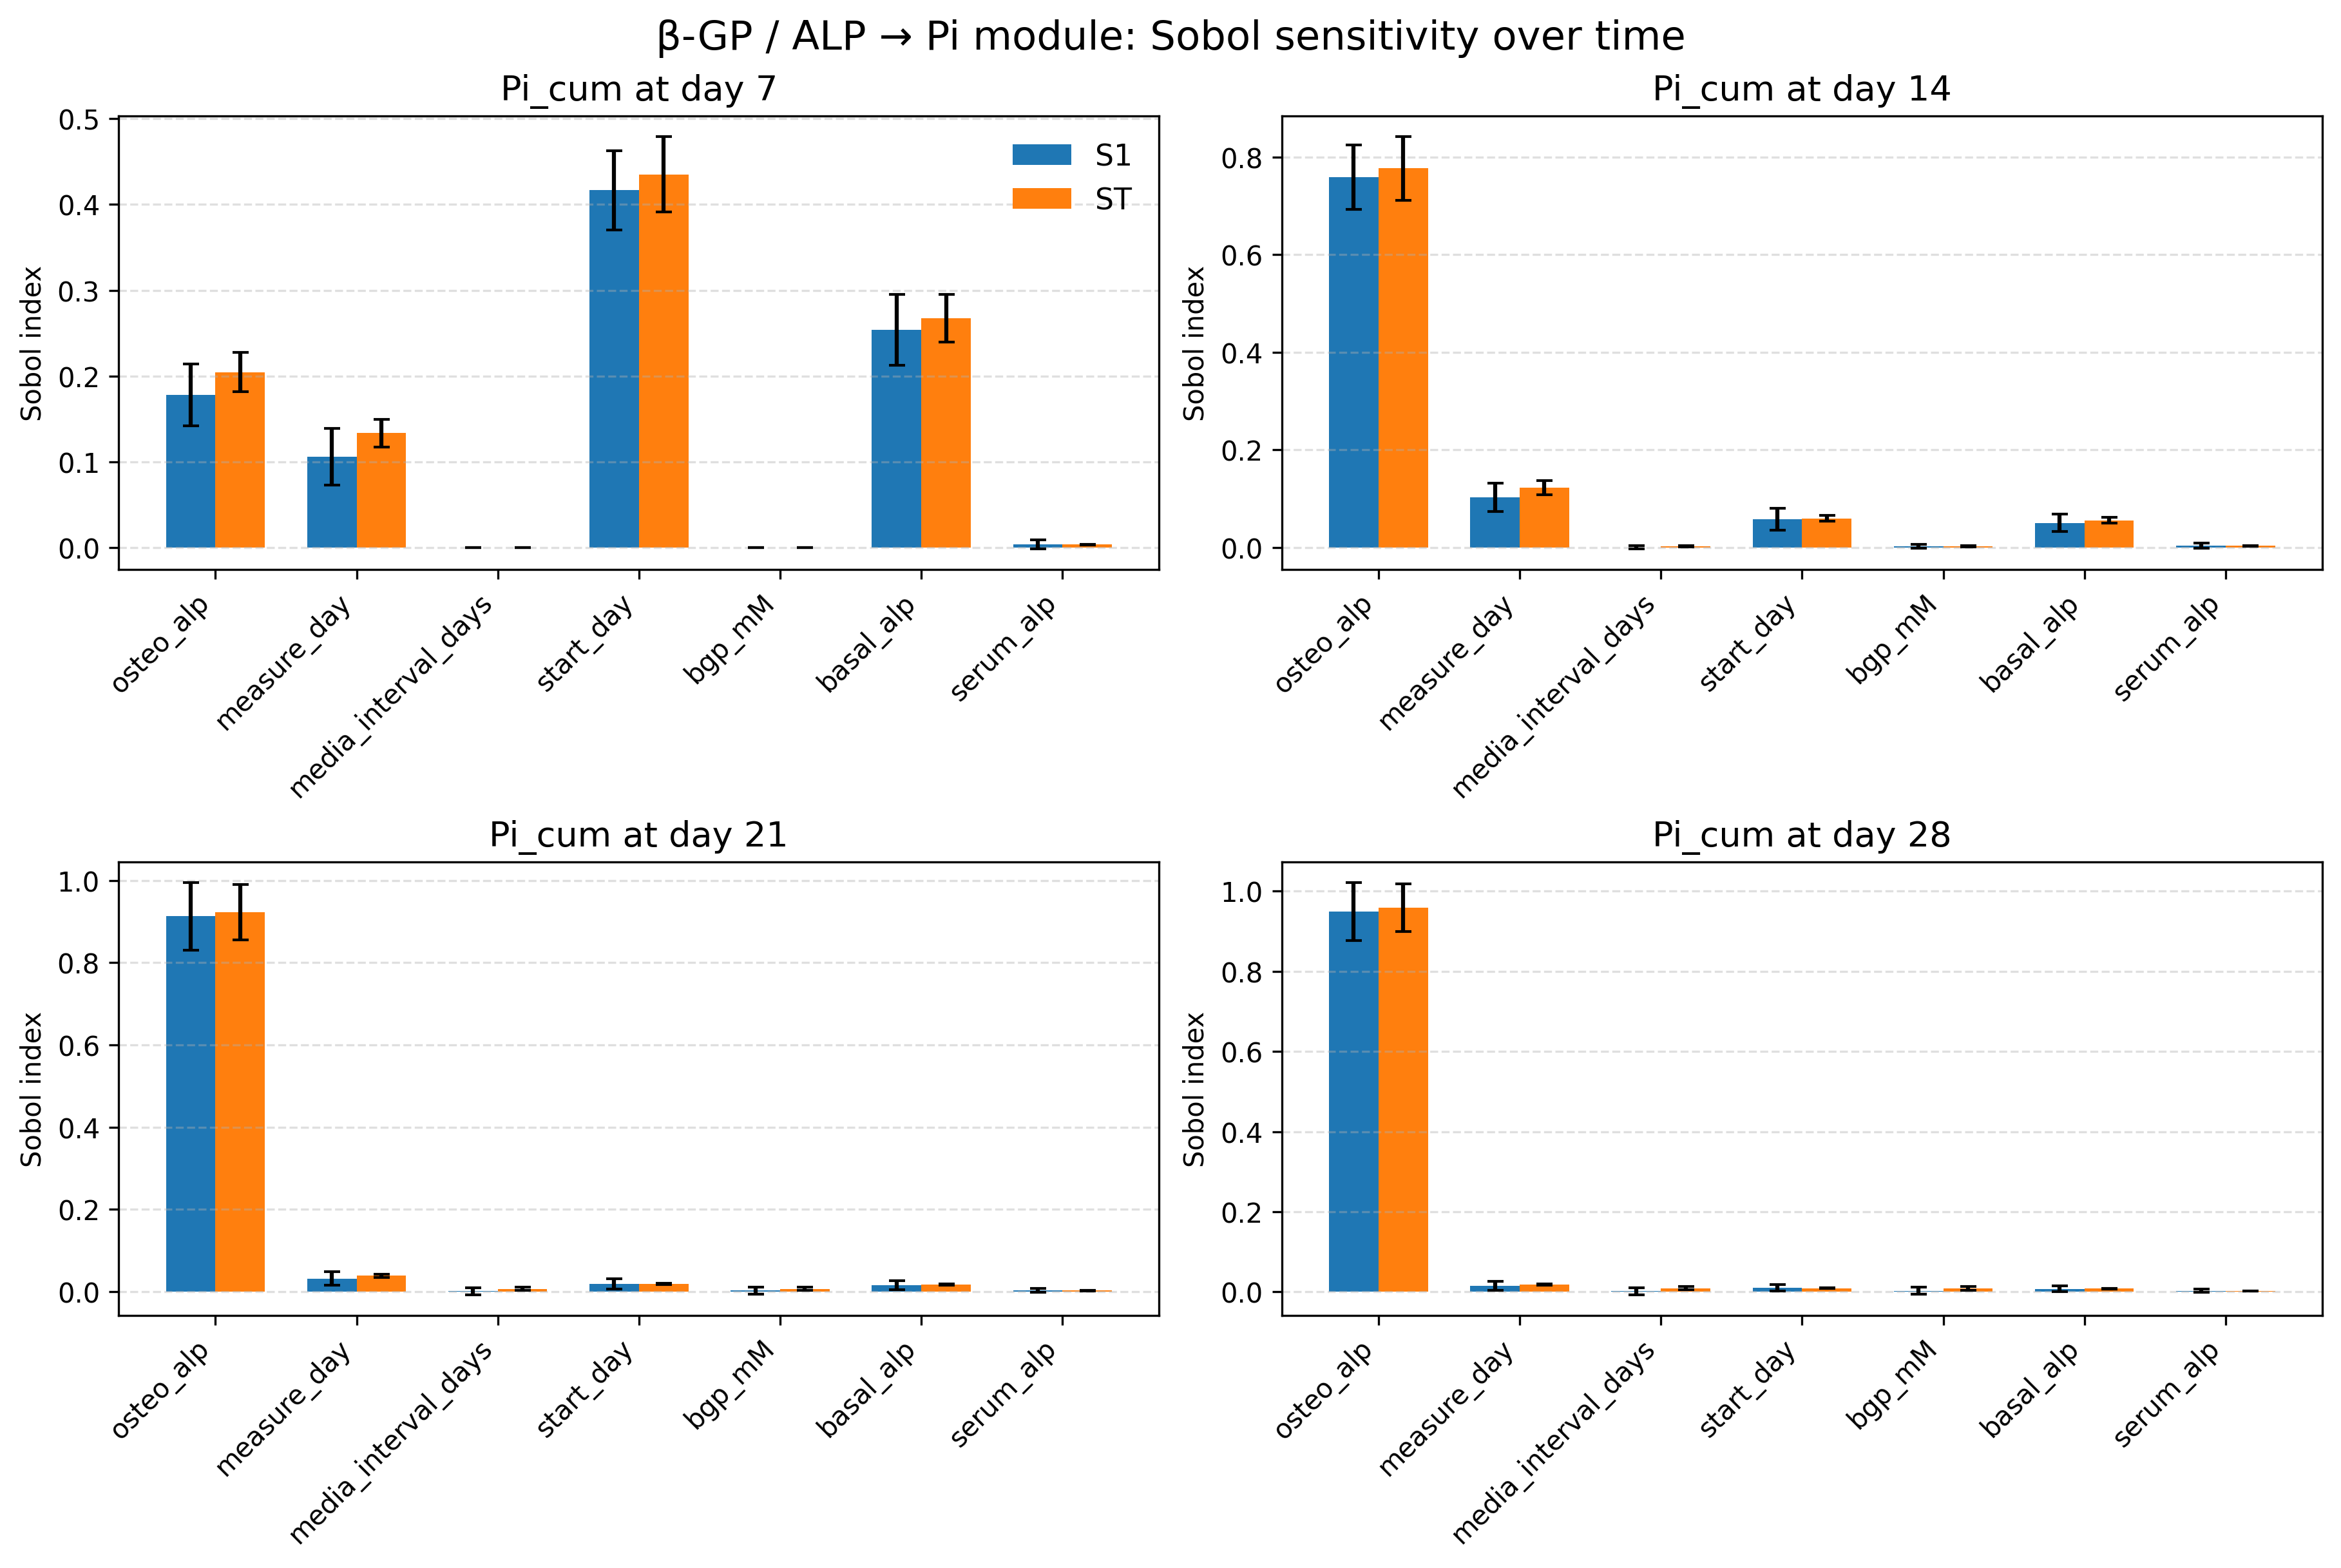 β-GP / ALP → Pi module: Sobol sensitivity over time
Pi_cum at day 7
Sobol index
0.5
0.4
0.3
0.2
0.1
0.0
S1
ST
osteo_alp
measure_day
media_interval_days
start_day
bgp_mM
basal_alp
serum_alp
Pi_cum at day 14
Sobol index
0.8
0.6
0.4
0.2
0.0
osteo_alp
measure_day
media_interval_days
start_day
bgp_mM
basal_alp
serum_alp
Pi_cum at day 21
Sobol index
1.0
0.8
0.6
0.4
0.2
0.0
osteo_alp
measure_day
media_interval_days
start_day
bgp_mM
basal_alp
serum_alp
Pi_cum at day 28
Sobol index
1.0
0.8
0.6
0.4
0.2
0.0
osteo_alp
measure_day
media_interval_days
start_day
bgp_mM
basal_alp
serum_alp